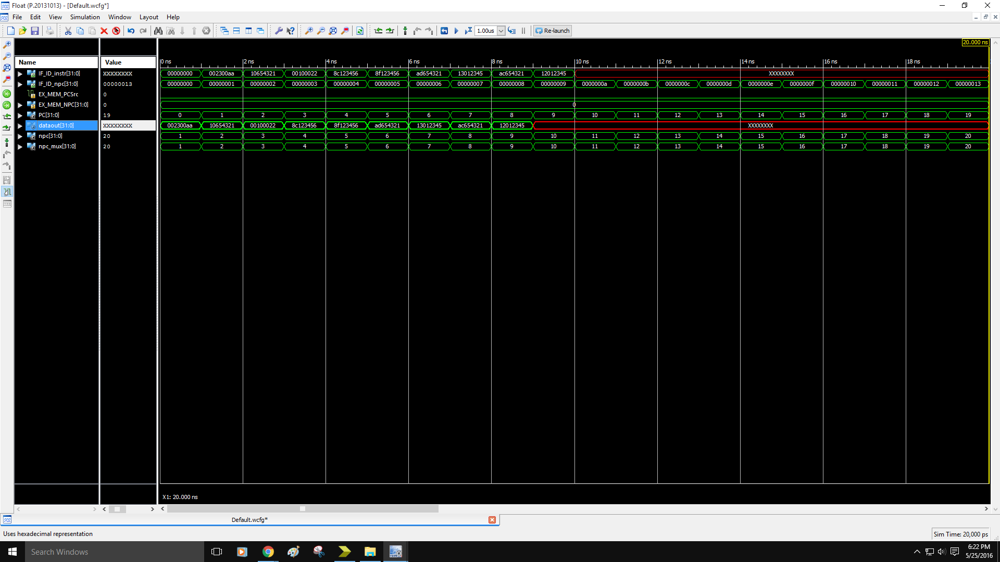 Float (P.20131013) - [Default.wcfg*]
File Edit View Simulation Window Layout Help
1.00us Re-launch
20.000 ns
Name Value
0 ns 2 ns 4 ns 6 ns 8 ns 10 ns 12 ns 14 ns 16 ns 18 ns
IF_ID_instr[31:0] XXXXXXXX 00000000 002300aa 10654321 00100022 8c123456 8f123456 ad654321 13012345 ac654321 12012345 XXXXXXXX
IF_ID_npc[31:0] 00000013 00000000 00000001 00000002 00000003 00000004 00000005 00000006 00000007 00000008 00000009 0000000a 0000000b 0000000c 0000000d 0000000e 0000000f 00000010 00000011 00000012 00000013
EX_MEM_PCSrc 0
EX_MEM_NPC[31:0] 0 0
PC[31:0] 19 0 1 2 3 4 5 6 7 8 9 10 11 12 13 14 15 16 17 18 19
dataout[31:0] XXXXXXXX 002300aa 10654321 00100022 8c123456 8f123456 ad654321 13012345 ac654321 12012345 XXXXXXXX
npc[31:0] 20 1 2 3 4 5 6 7 8 9 10 11 12 13 14 15 16 17 18 19 20
npc_mux[31:0] 20 1 2 3 4 5 6 7 8 9 10 11 12 13 14 15 16 17 18 19 20
X1: 20.000 ns
Default.wcfg*
Uses hexadecimal representation
Sim Time: 20,000 ps
Search Windows
6:22 PM
5/25/2016